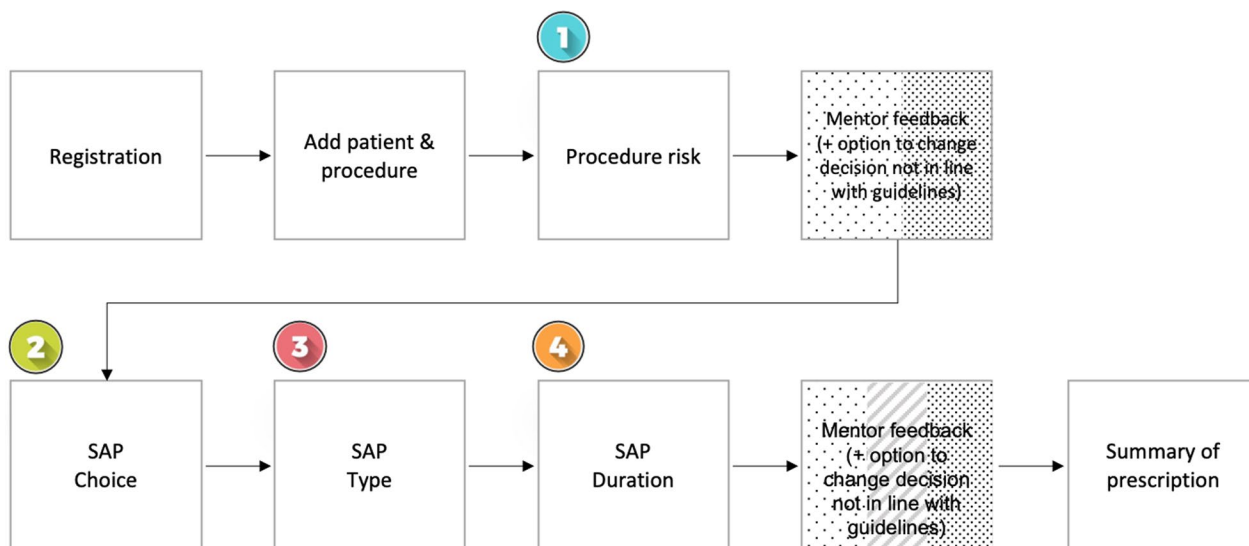 1
Registration
Add patient &
procedure
Procedure risk
Mentor feedback
(+ option to change
decision not in line
with guidelines)
2
3
4
SAP
Choice
SAP
Type
SAP
Duration
Mentor feedback
(+ option to
change decision
not in line with
guidelines)
Summary of
prescription